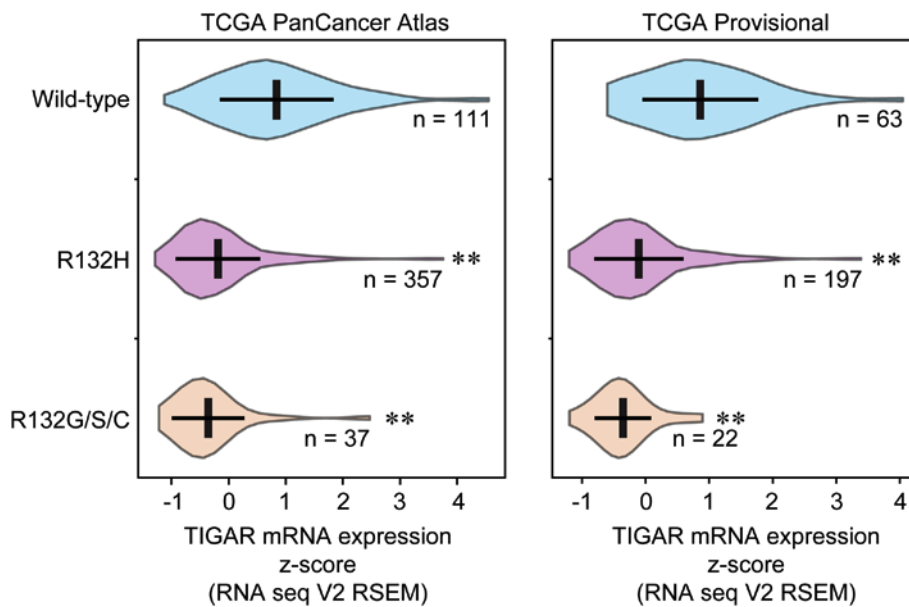 TCGA PanCancer Atlas
TCGA Provisional
Wild-type
n = 111
n = 63
R132H
**
**
n = 357
n = 197
R132G/S/C
**
**
n = 37
n = 22
-1 0 1 2 3 4
-1 0 1 2 3 4
TIGAR mRNA expression
z-score
(RNA seq V2 RSEM)
TIGAR mRNA expression
z-score
(RNA seq V2 RSEM)